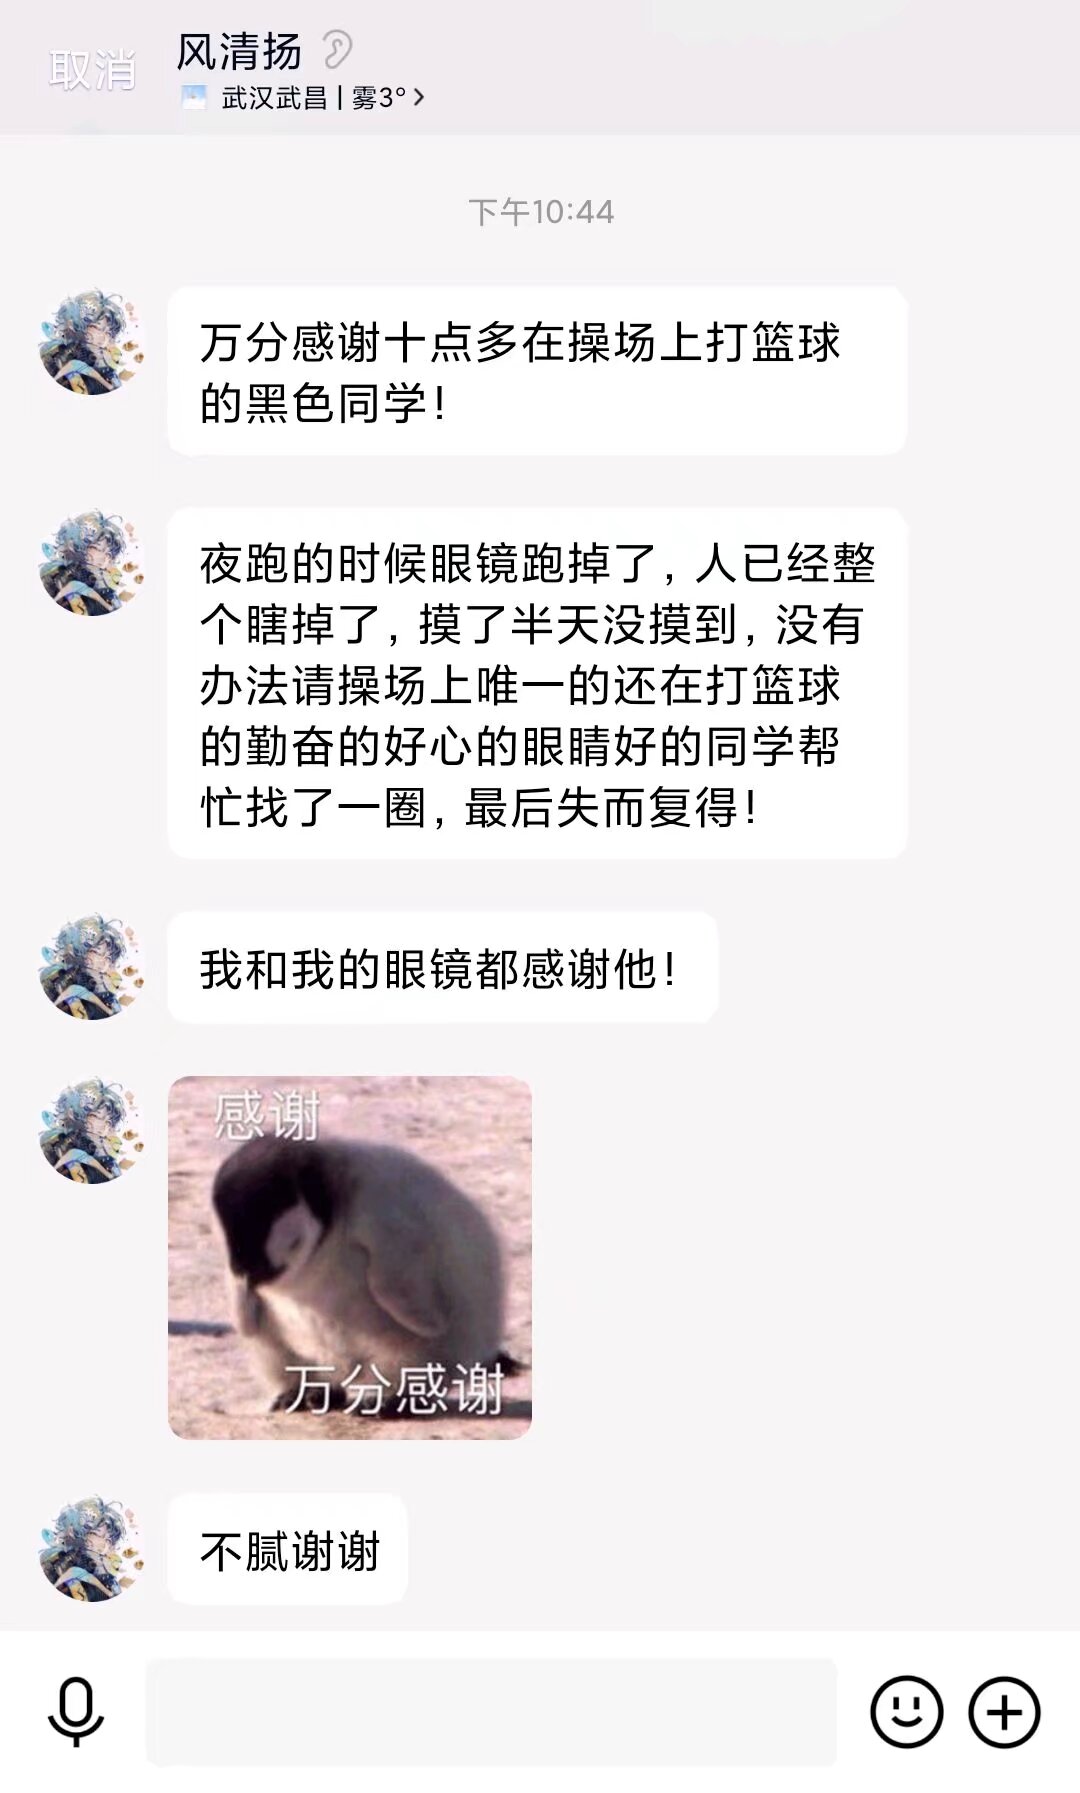 取消
风清扬
武汉武昌 | 雾3°
下午10:44
万分感谢十点多在操场上打篮球
的黑色同学！
夜跑的时候眼镜跑掉了，人已经整
个瞎掉了，摸了半天没摸到，没有
办法请操场上唯一的还在打篮球
的勤奋的好心的眼睛好的同学帮
忙找了一圈，最后失而复得！
我和我的眼镜都感谢他！
感谢
万分感谢
不腻谢谢